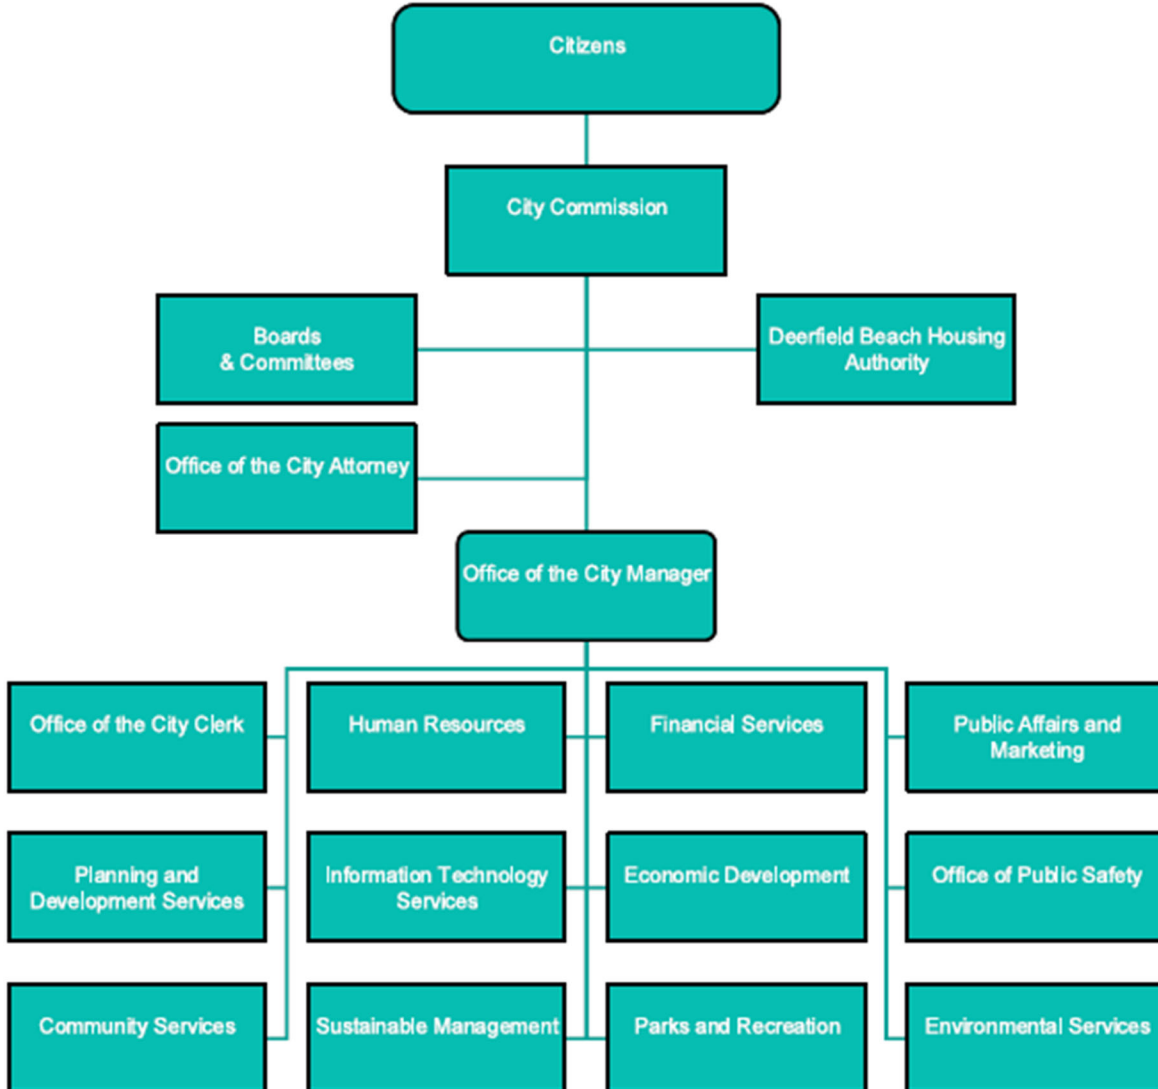 Citizens
City Commission
Boards
& Committees
Deerfield Beach Housing
Authority
Office of the City Attorney
Office of the City Manager
Office of the City Clerk
Human Resources
Financial Services
Public Affairs and
Marketing
Planning and
Development Services
Information Technology
Services
Economic Development
Office of Public Safety
Community Services
Sustainable Management
Parks and Recreation
Environmental Services